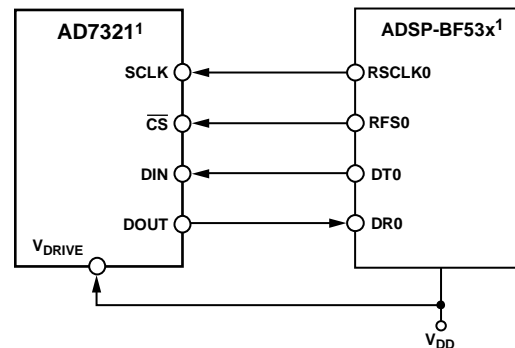 AD7321¹ ADSP-BF53x¹
SCLK RSCLK0
CS RFS0
DIN DT0
DOUT DR0
VDRIVE
VDD